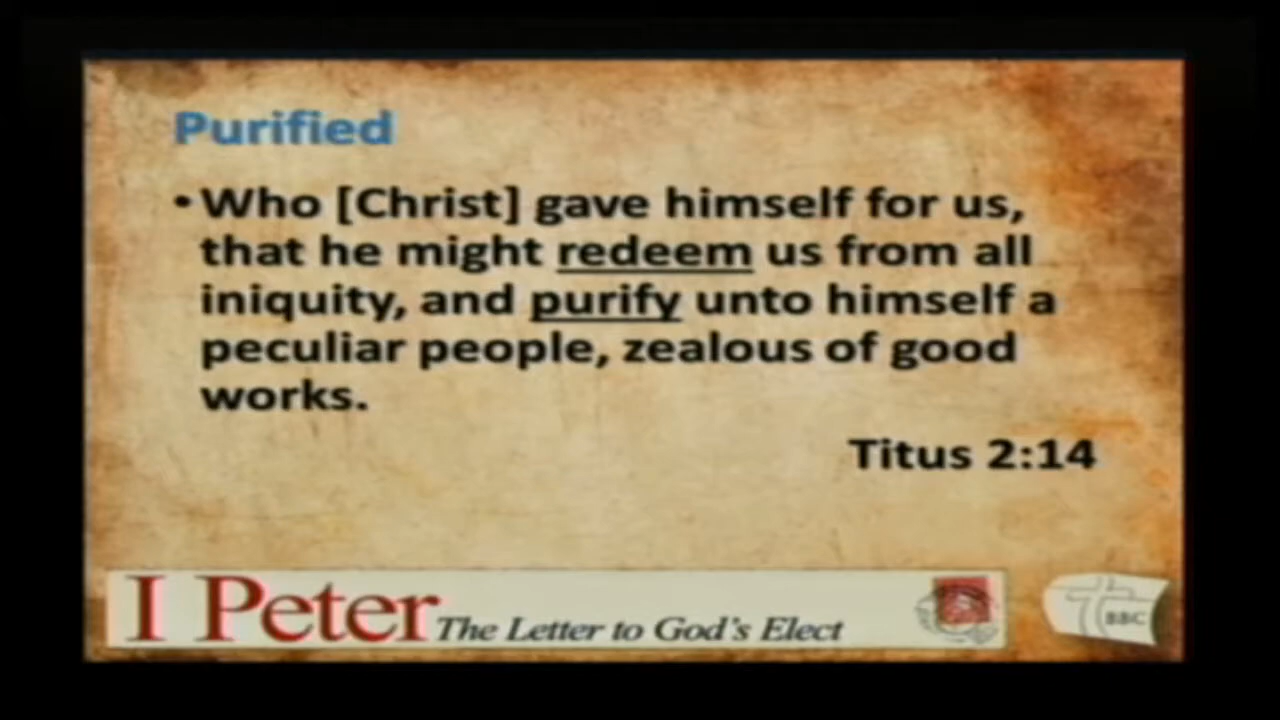 Purified
• Who [Christ] gave himself for us,
that he might redeem us from all
iniquity, and purify unto himself a
peculiar people, zealous of good
works.
Titus 2:14
I Peter The Letter to God's Elect
BBC